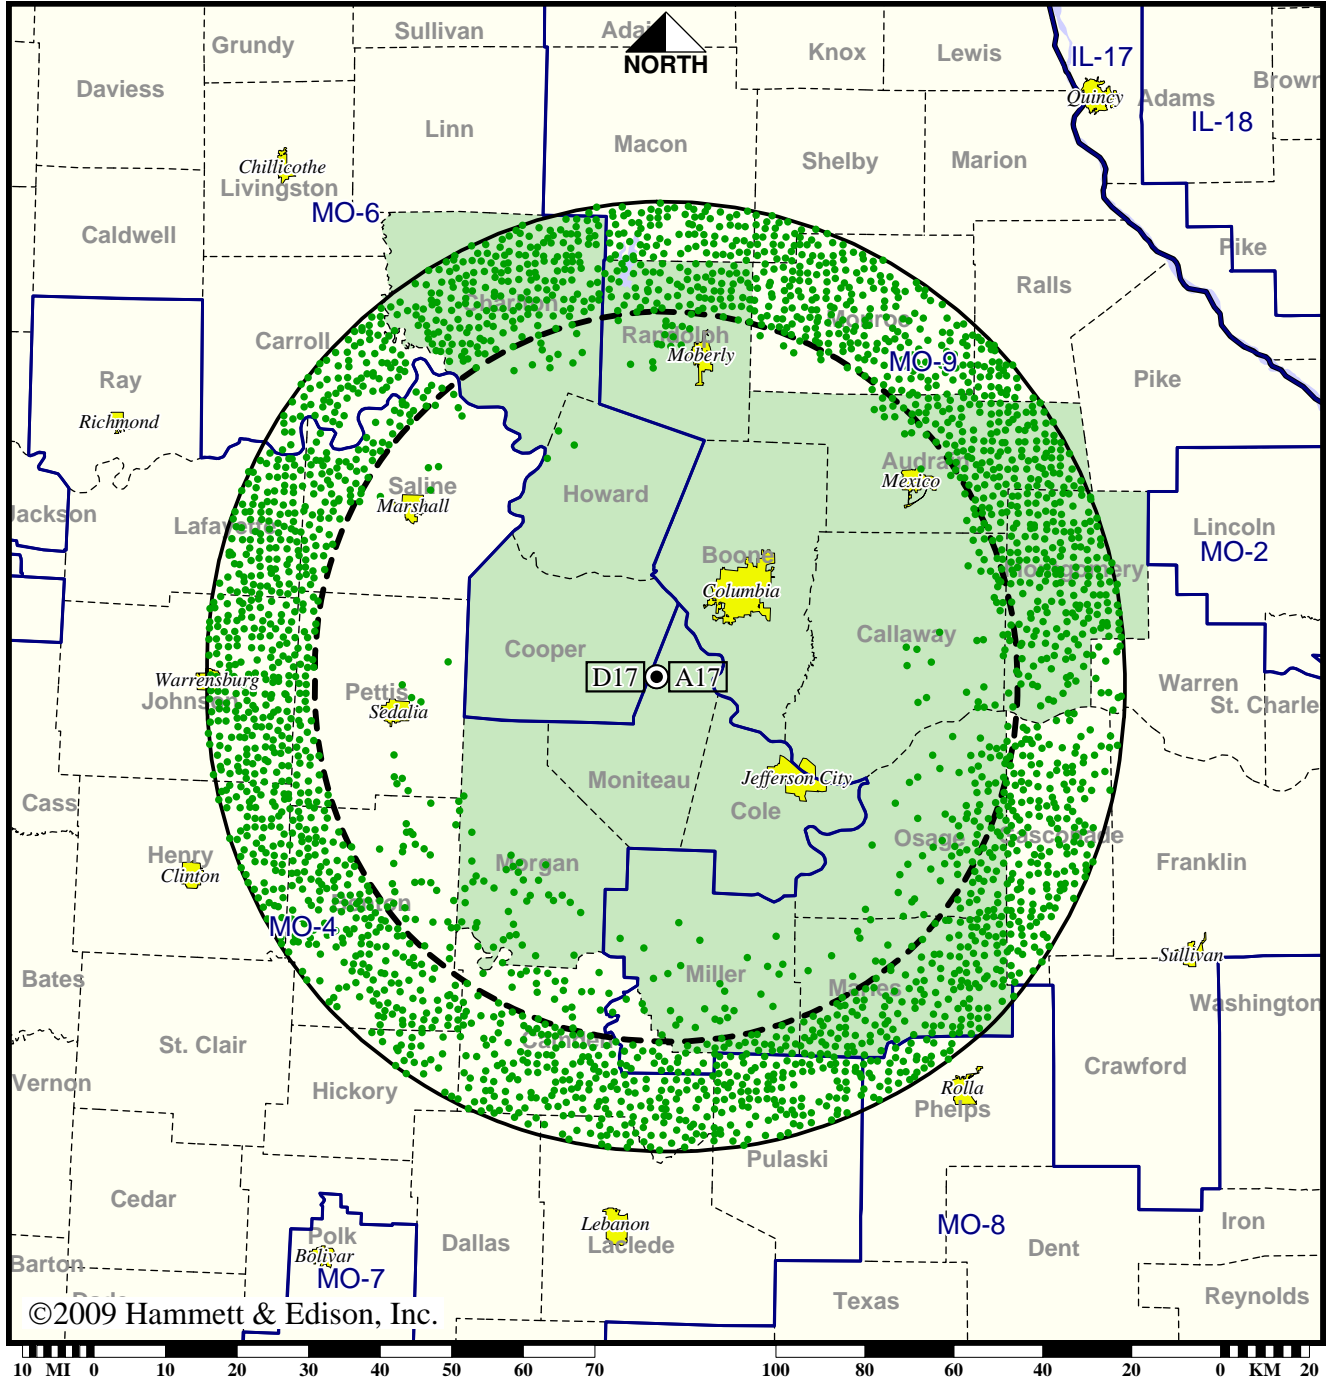 Sullivan
Adair
Grundy
Knox
Lewis
NORTH
IL-17
Brown
Daviess
Quincy
Adams
IL-18
Linn
Macon
Shelby
Marion
Chillicothe
Livingston
MO-6
Caldwell
Pike
Ralls
Chariton
Monroe
Carroll
Randolph
Moberly
MO-9
Ray
Pike
Richmond
Audrain
Mexico
Saline
Marshall
Howard
Jackson
Lafayette
Lincoln
MO-2
Boone
Columbia
Montgomery
Cooper
Callaway
D17
A17
Warrensburg
Johnson
Pettis
Sedalia
Warren
St. Charle
Moniteau
Jefferson City
Cass
Cole
Osage
Gasconade
Henry
Clinton
Morgan
Franklin
Benton
MO-4
Sullivan
Bates
Miller
Maries
Washington
St. Clair
Camden
Vernon
Hickory
Rolla
Phelps
Crawford
Pulaski
Cedar
Polk
Bolivar
MO-7
Dallas
Lebanon
Laclede
MO-8
Dent
Iron
Barton
Texas
Reynolds
©2009 Hammett & Edison, Inc.
10 MI 0 10 20 30 40 50 60 70 100 80 60 40 20 0 KM 20